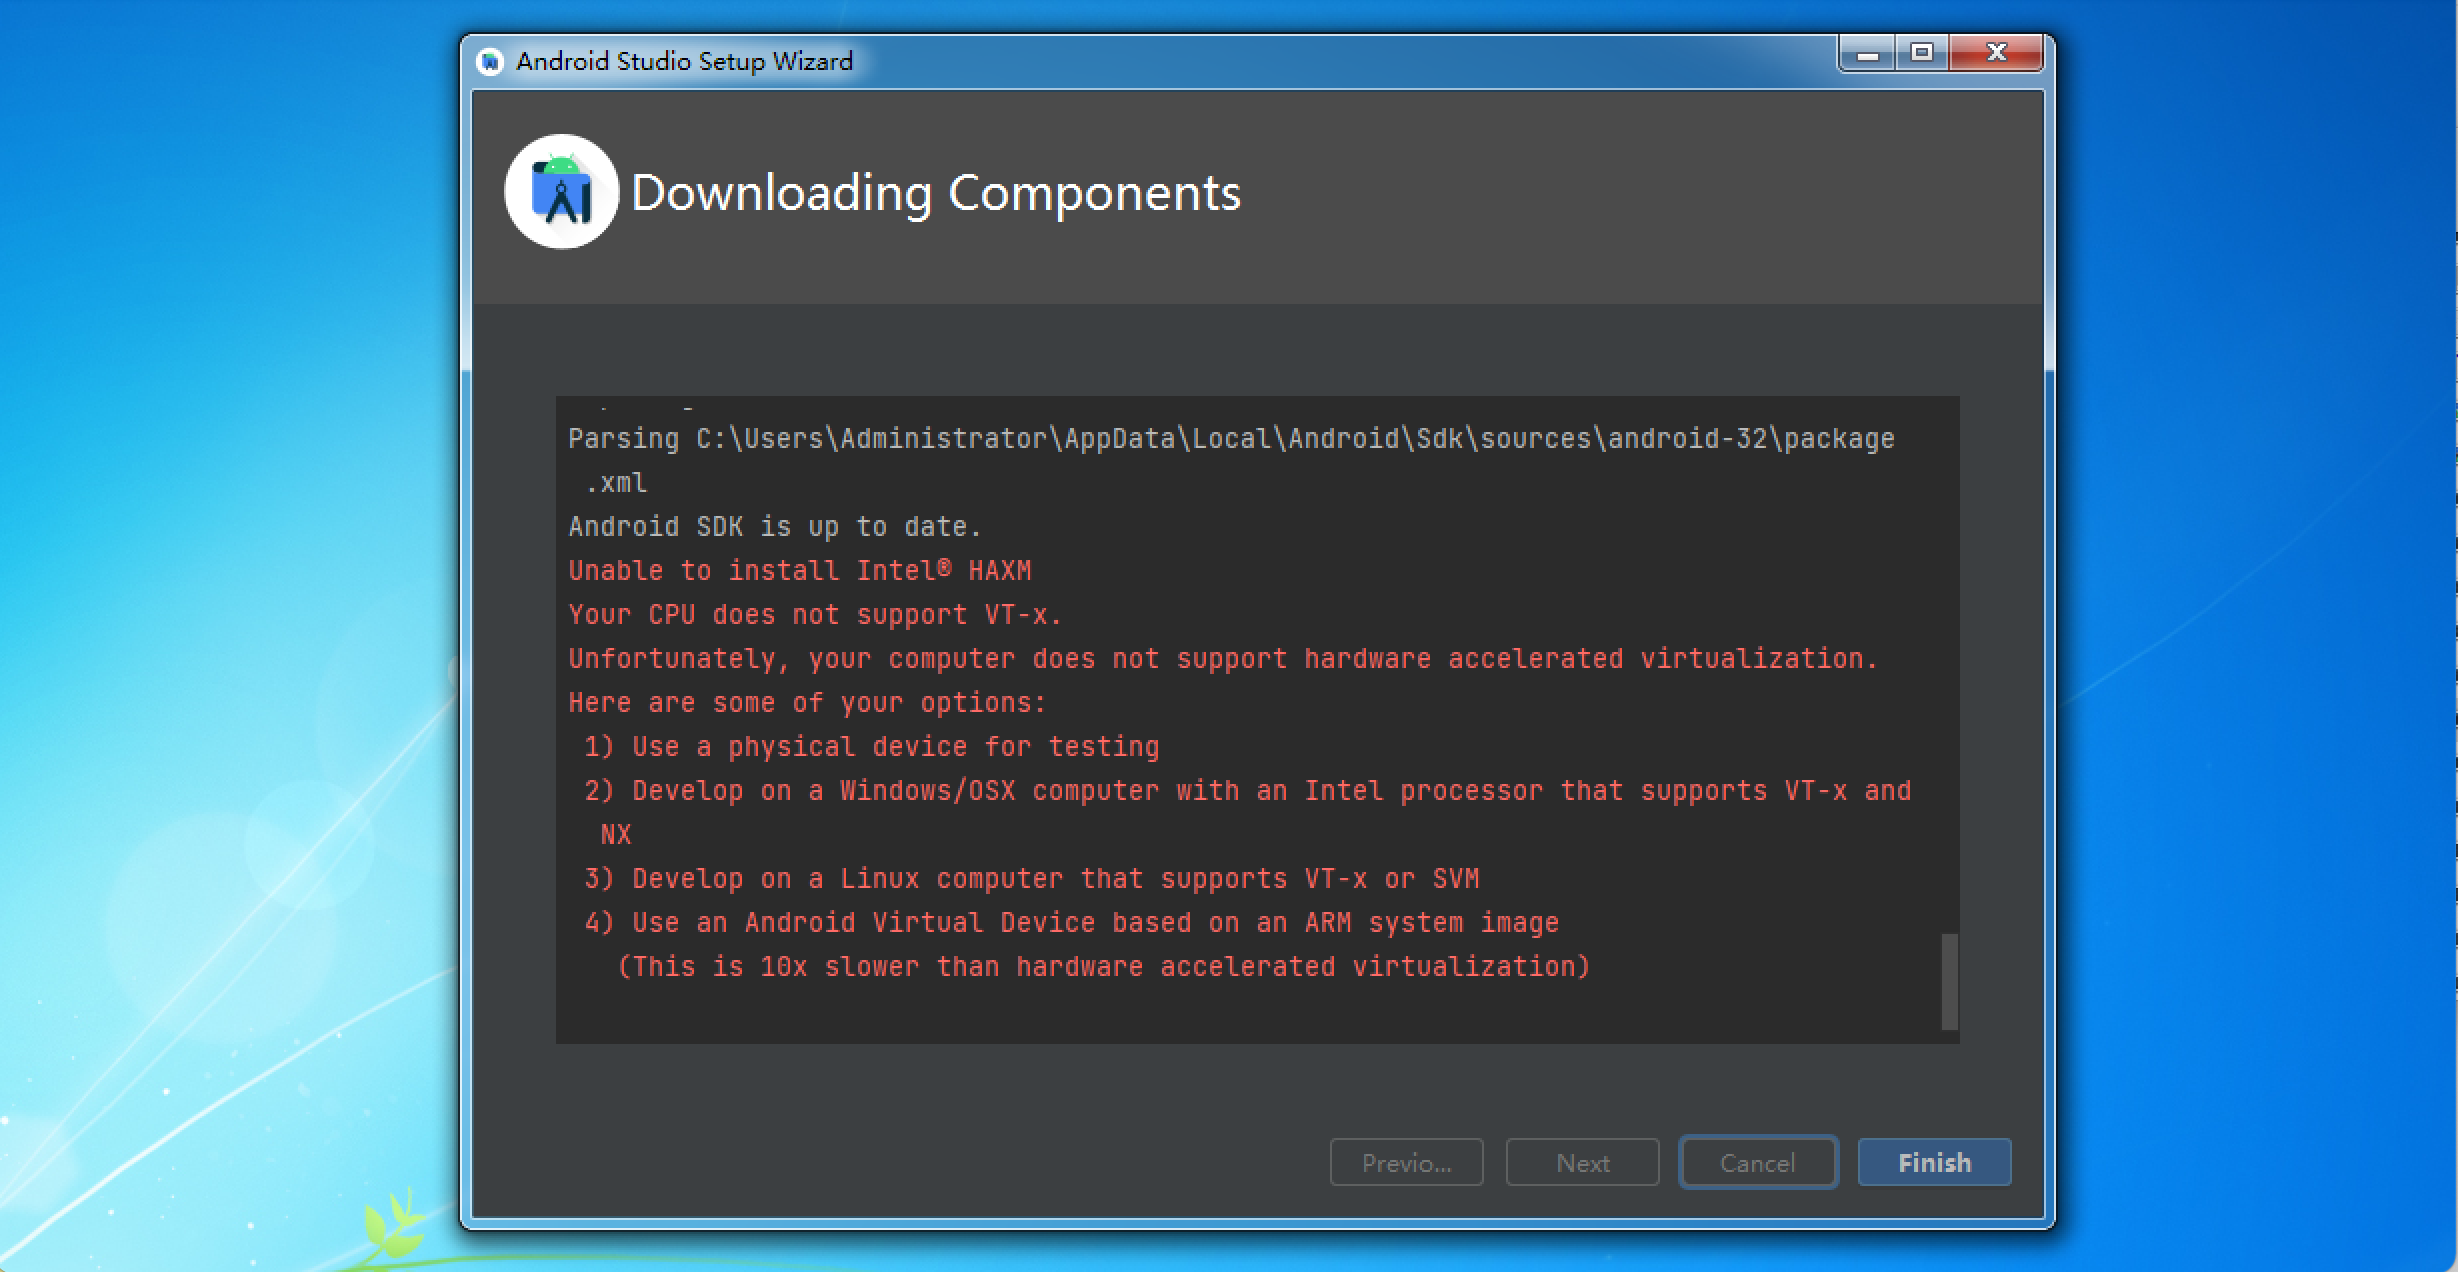 Android Studio Setup Wizard
Downloading Components
Parsing C:\Users\Administrator\AppData\Local\Android\Sdk\sources\android-32\package
.xml
Android SDK is up to date.
Unable to install Intel® HAXM
Your CPU does not support VT-x.
Unfortunately, your computer does not support hardware accelerated virtualization.
Here are some of your options:
1) Use a physical device for testing
2) Develop on a Windows/OSX computer with an Intel processor that supports VT-x and
NX
3) Develop on a Linux computer that supports VT-x or SVM
4) Use an Android Virtual Device based on an ARM system image
(This is 10x slower than hardware accelerated virtualization)
Previo...
Next
Cancel
Finish